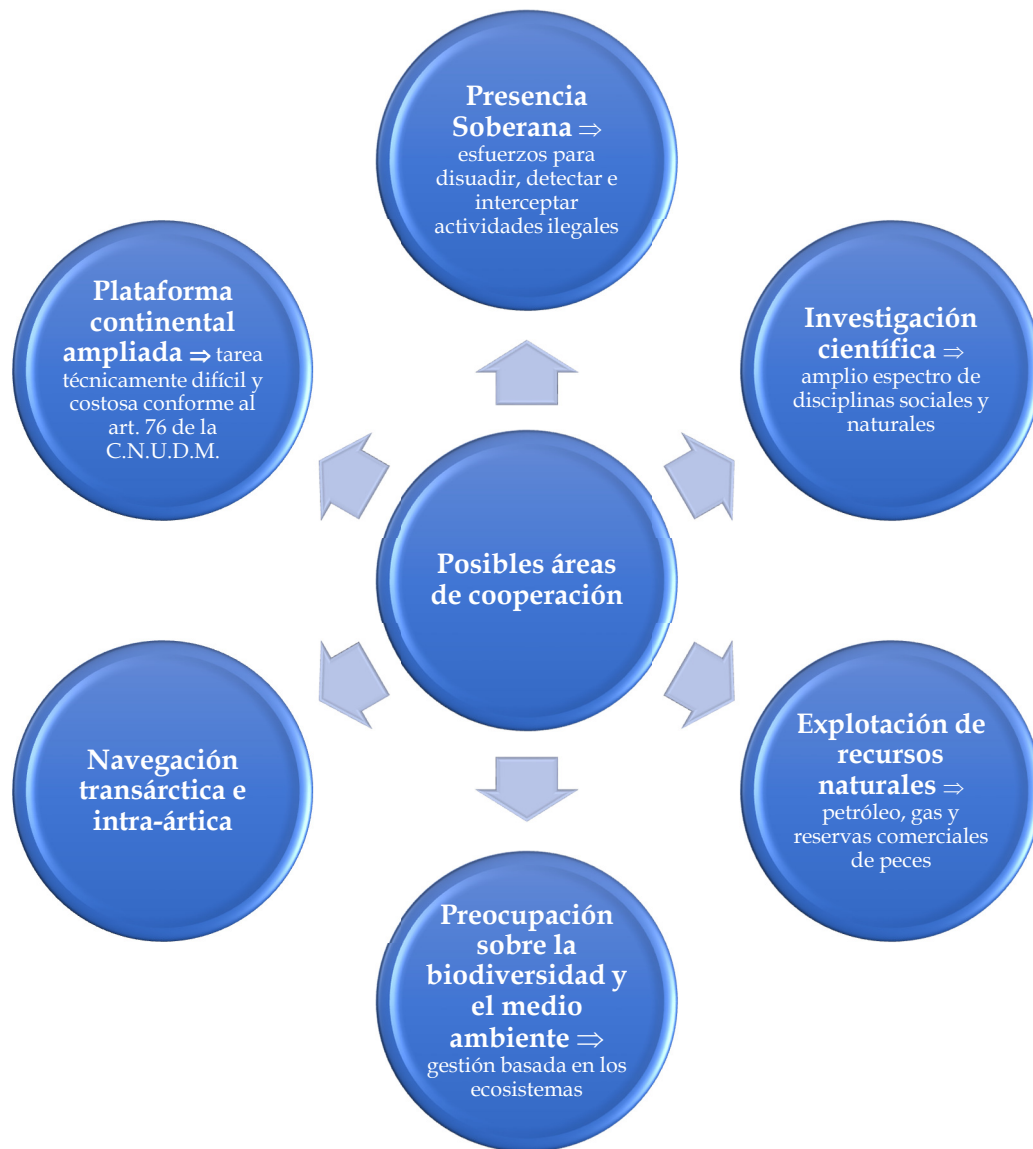 Presencia
Soberana ⇒
esfuerzos para
disuadir, detectar e
interceptar
actividades ilegales
Plataforma
continental
ampliada ⇒ tarea
técnicamente difícil y
costosa conforme al
art. 76 de la
C.N.U.D.M.
Investigación
científica ⇒
amplio espectro de
disciplinas sociales y
naturales
Posibles áreas
de cooperación
Navegación
transárctica e
intra-ártica
Explotación de
recursos
naturales ⇒
petróleo, gas y
reservas comerciales
de peces
Preocupación
sobre la
biodiversidad y
el medio
ambiente ⇒
gestión basada en los
ecosistemas